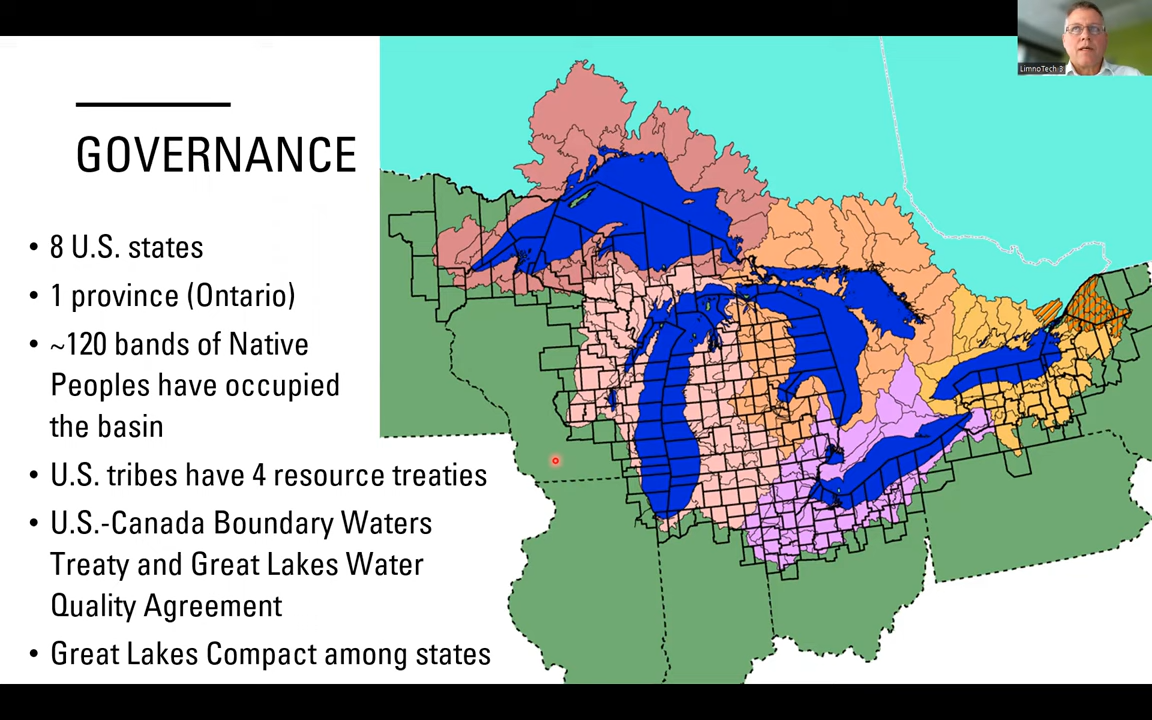 LimnoTech-3
GOVERNANCE
• 8 U.S. states
• 1 province (Ontario)
• ~120 bands of Native
Peoples have occupied
the basin
• U.S. tribes have 4 resource treaties
• U.S.-Canada Boundary Waters
Treaty and Great Lakes Water
Quality Agreement
• Great Lakes Compact among states